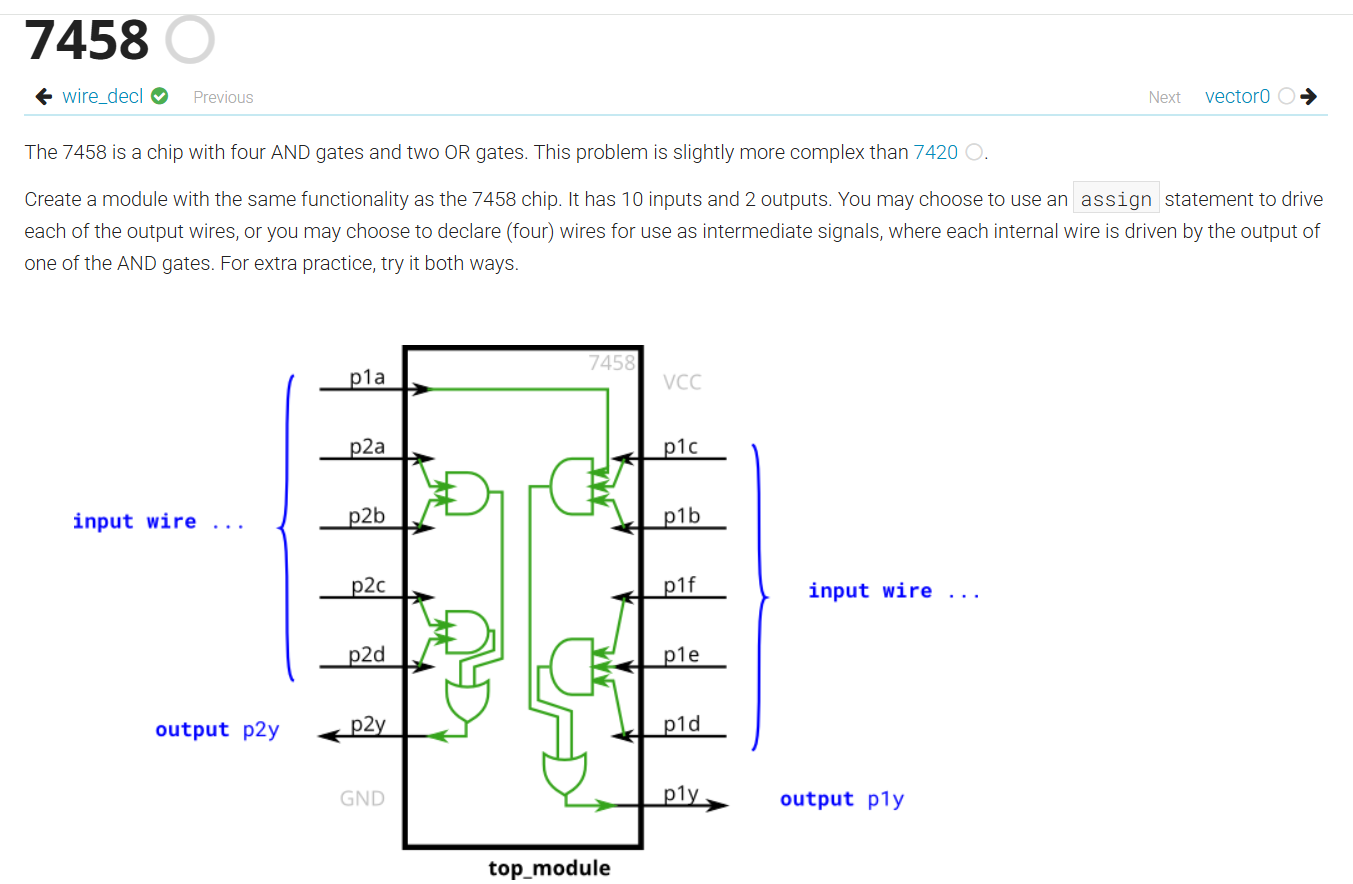 7458
wire_decl Previous
Next vector0
The 7458 is a chip with four AND gates and two OR gates. This problem is slightly more complex than 7420 .
Create a module with the same functionality as the 7458 chip. It has 10 inputs and 2 outputs. You may choose to use an assign statement to drive
each of the output wires, or you may choose to declare (four) wires for use as intermediate signals, where each internal wire is driven by the output of
one of the AND gates. For extra practice, try it both ways.
7458
p1a
VCC
p2a
p1c
input wire ...
p2b
p1b
p2c
p1f
input wire ...
p2d
p1e
output p2y
p2y
p1d
GND
p1y
output p1y
top_module